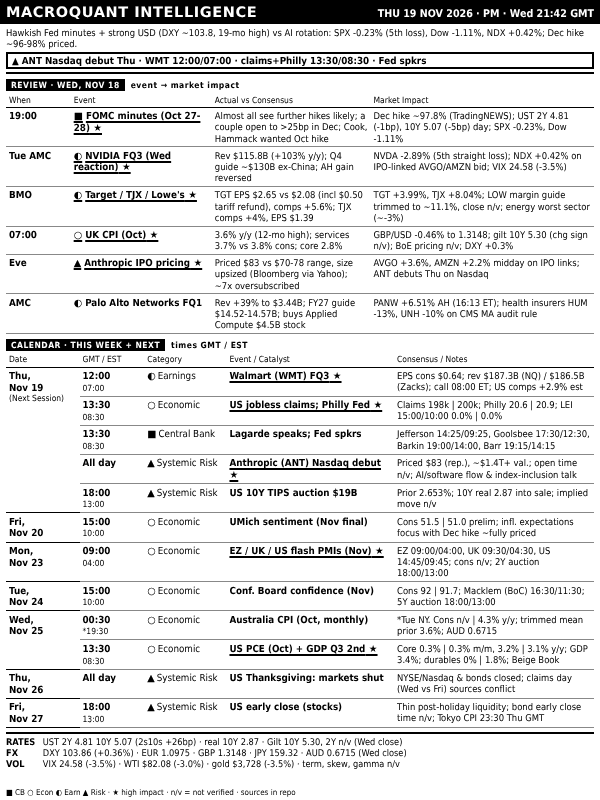 MACROQUANT INTELLIGENCE
THU 19 NOV 2026 · PM · Wed 21:42 GMT
Hawkish Fed minutes + strong USD (DXY ~103.8, 19-mo high) vs AI rotation: SPX -0.23% (5th loss), Dow -1.11%, NDX +0.42%; Dec hike
~96-98% priced.
▲ ANT Nasdaq debut Thu · WMT 12:00/07:00 · claims+Philly 13:30/08:30 · Fed spkrs
REVIEW · WED, NOV 18 event → market impact
When Event Actual vs Consensus Market Impact
19:00 ■ FOMC minutes (Oct 27-28) ★ Almost all see further hikes likely; a couple open to >25bp in Dec; Cook, Hammack wanted Oct hike Dec hike ~97.8% (TradingNEWS); UST 2Y 4.81 (-1bp), 10Y 5.07 (-5bp) day; SPX -0.23%, Dow -1.11%
Tue AMC ◐ NVIDIA FQ3 (Wed reaction) ★ Rev $115.8B (+103% y/y); Q4 guide ~$130B ex-China; AH gain reversed NVDA -2.89% (5th straight loss); NDX +0.42% on IPO-linked AVGO/AMZN bid; VIX 24.58 (-3.5%)
BMO ◐ Target / TJX / Lowe's ★ TGT EPS $2.65 vs $2.08 (incl $0.50 tariff refund), comps +5.6%; TJX comps +4%, EPS $1.39 TGT +3.99%, TJX +8.04%; LOW margin guide trimmed to ~11.1%, close n/v; energy worst sector (~-3%)
07:00 ○ UK CPI (Oct) ★ 3.6% y/y (12-mo high); services 3.7% vs 3.8% cons; core 2.8% GBP/USD -0.46% to 1.3148; gilt 10Y 5.30 (chg sign n/v); BoE pricing n/v; DXY +0.3%
Eve ▲ Anthropic IPO pricing ★ Priced $83 vs $70-78 range, size upsized (Bloomberg via Yahoo); ~7x oversubscribed AVGO +3.6%, AMZN +2.2% midday on IPO links; ANT debuts Thu on Nasdaq
AMC ◐ Palo Alto Networks FQ1 Rev +39% to $3.44B; FY27 guide $14.52-14.57B; buys Applied Compute $4.5B stock PANW +6.51% AH (16:13 ET); health insurers HUM -13%, UNH -10% on CMS MA audit rule
CALENDAR · THIS WEEK + NEXT times GMT / EST
Date GMT / EST Category Event / Catalyst Consensus / Notes
Thu, Nov 19 (Next Session) 12:00 07:00 ◐ Earnings Walmart (WMT) FQ3 ★ EPS cons $0.64; rev $187.3B (NQ) / $186.5B (Zacks); call 08:00 ET; US comps +2.9% est
13:30 08:30 ○ Economic US jobless claims; Philly Fed ★ Claims 198k | 200k; Philly 20.6 | 20.9; LEI 15:00/10:00 0.0% | 0.0%
13:30 08:30 ■ Central Bank Lagarde speaks; Fed spkrs Jefferson 14:25/09:25, Goolsbee 17:30/12:30, Barkin 19:00/14:00, Barr 19:15/14:15
All day ▲ Systemic Risk Anthropic (ANT) Nasdaq debut ★ Priced $83 (rep.), ~$1.4T+ val.; open time n/v; AI/software flow & index-inclusion talk
18:00 13:00 ▲ Systemic Risk US 10Y TIPS auction $19B Prior 2.653%; 10Y real 2.87 into sale; implied move n/v
Fri, Nov 20 15:00 10:00 ○ Economic UMich sentiment (Nov final) Cons 51.5 | 51.0 prelim; infl. expectations focus with Dec hike ~fully priced
Mon, Nov 23 09:00 04:00 ○ Economic EZ / UK / US flash PMIs (Nov) ★ EZ 09:00/04:00, UK 09:30/04:30, US 14:45/09:45; cons n/v; 2Y auction 18:00/13:00
Tue, Nov 24 15:00 10:00 ○ Economic Conf. Board confidence (Nov) Cons 92 | 91.7; Macklem (BoC) 16:30/11:30; 5Y auction 18:00/13:00
Wed, Nov 25 00:30 *19:30 ○ Economic Australia CPI (Oct, monthly) *Tue NY. Cons n/v | 4.3% y/y; trimmed mean prior 3.6%; AUD 0.6715
13:30 08:30 ○ Economic US PCE (Oct) + GDP Q3 2nd ★ Core 0.3% | 0.3% m/m, 3.2% | 3.1% y/y; GDP 3.4%; durables 0% | 1.8%; Beige Book
Thu, Nov 26 All day ▲ Systemic Risk US Thanksgiving: markets shut NYSE/Nasdaq & bonds closed; claims day (Wed vs Fri) sources conflict
Fri, Nov 27 18:00 13:00 ▲ Systemic Risk US early close (stocks) Thin post-holiday liquidity; bond early close time n/v; Tokyo CPI 23:30 Thu GMT
RATES UST 2Y 4.81 10Y 5.07 (2s10s +26bp) · real 10Y 2.87 · Gilt 10Y 5.30, 2Y n/v (Wed close)
FX DXY 103.86 (+0.36%) · EUR 1.0975 · GBP 1.3148 · JPY 159.32 · AUD 0.6715 (Wed close)
VOL VIX 24.58 (-3.5%) · WTI $82.08 (-3.0%) · gold $3,728 (-3.5%) · term, skew, gamma n/v
■ CB ○ Econ ◐ Earn ▲ Risk · ★ high impact · n/v = not verified · sources in repo